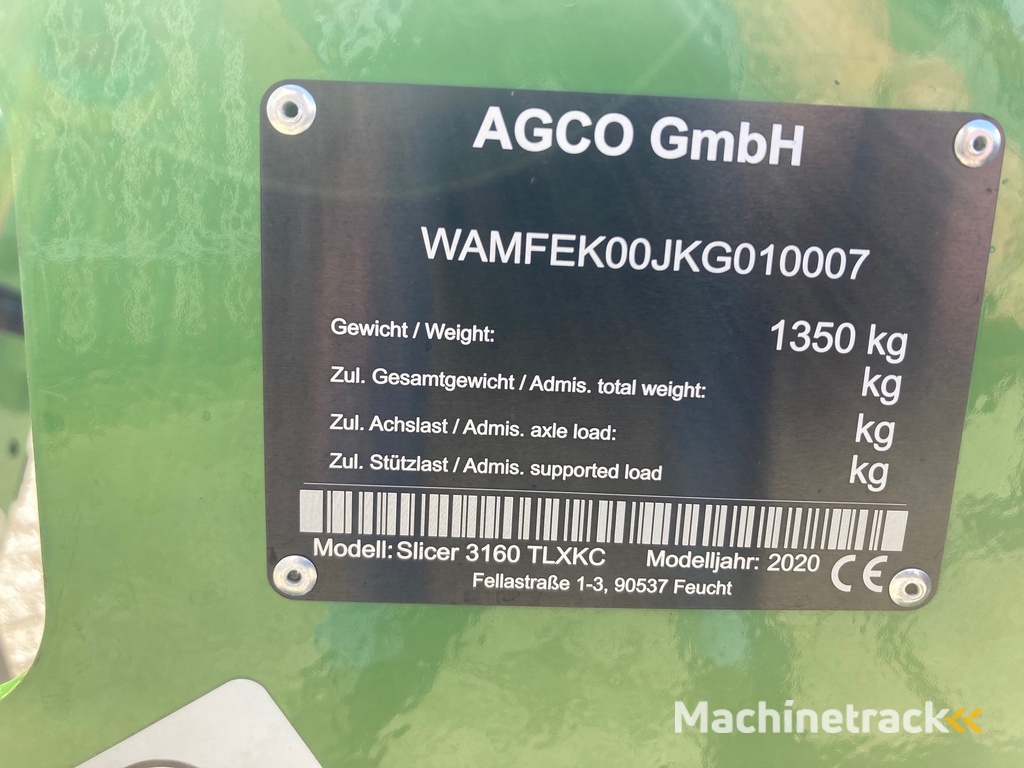 AGCO GmbH
WAMFEK00JKG010007
Gewicht / Weight: 1350 kg
Zul. Gesamtgewicht / Admis. total weight: kg
Zul. Achslast / Admis. axle load: kg
Zul. Stützlast / Admis. supported load kg
Modell: Slicer 3160 TLXKC Modelljahr: 2020 CE
Fellastraße 1-3, 90537 Feucht
Machinetrack